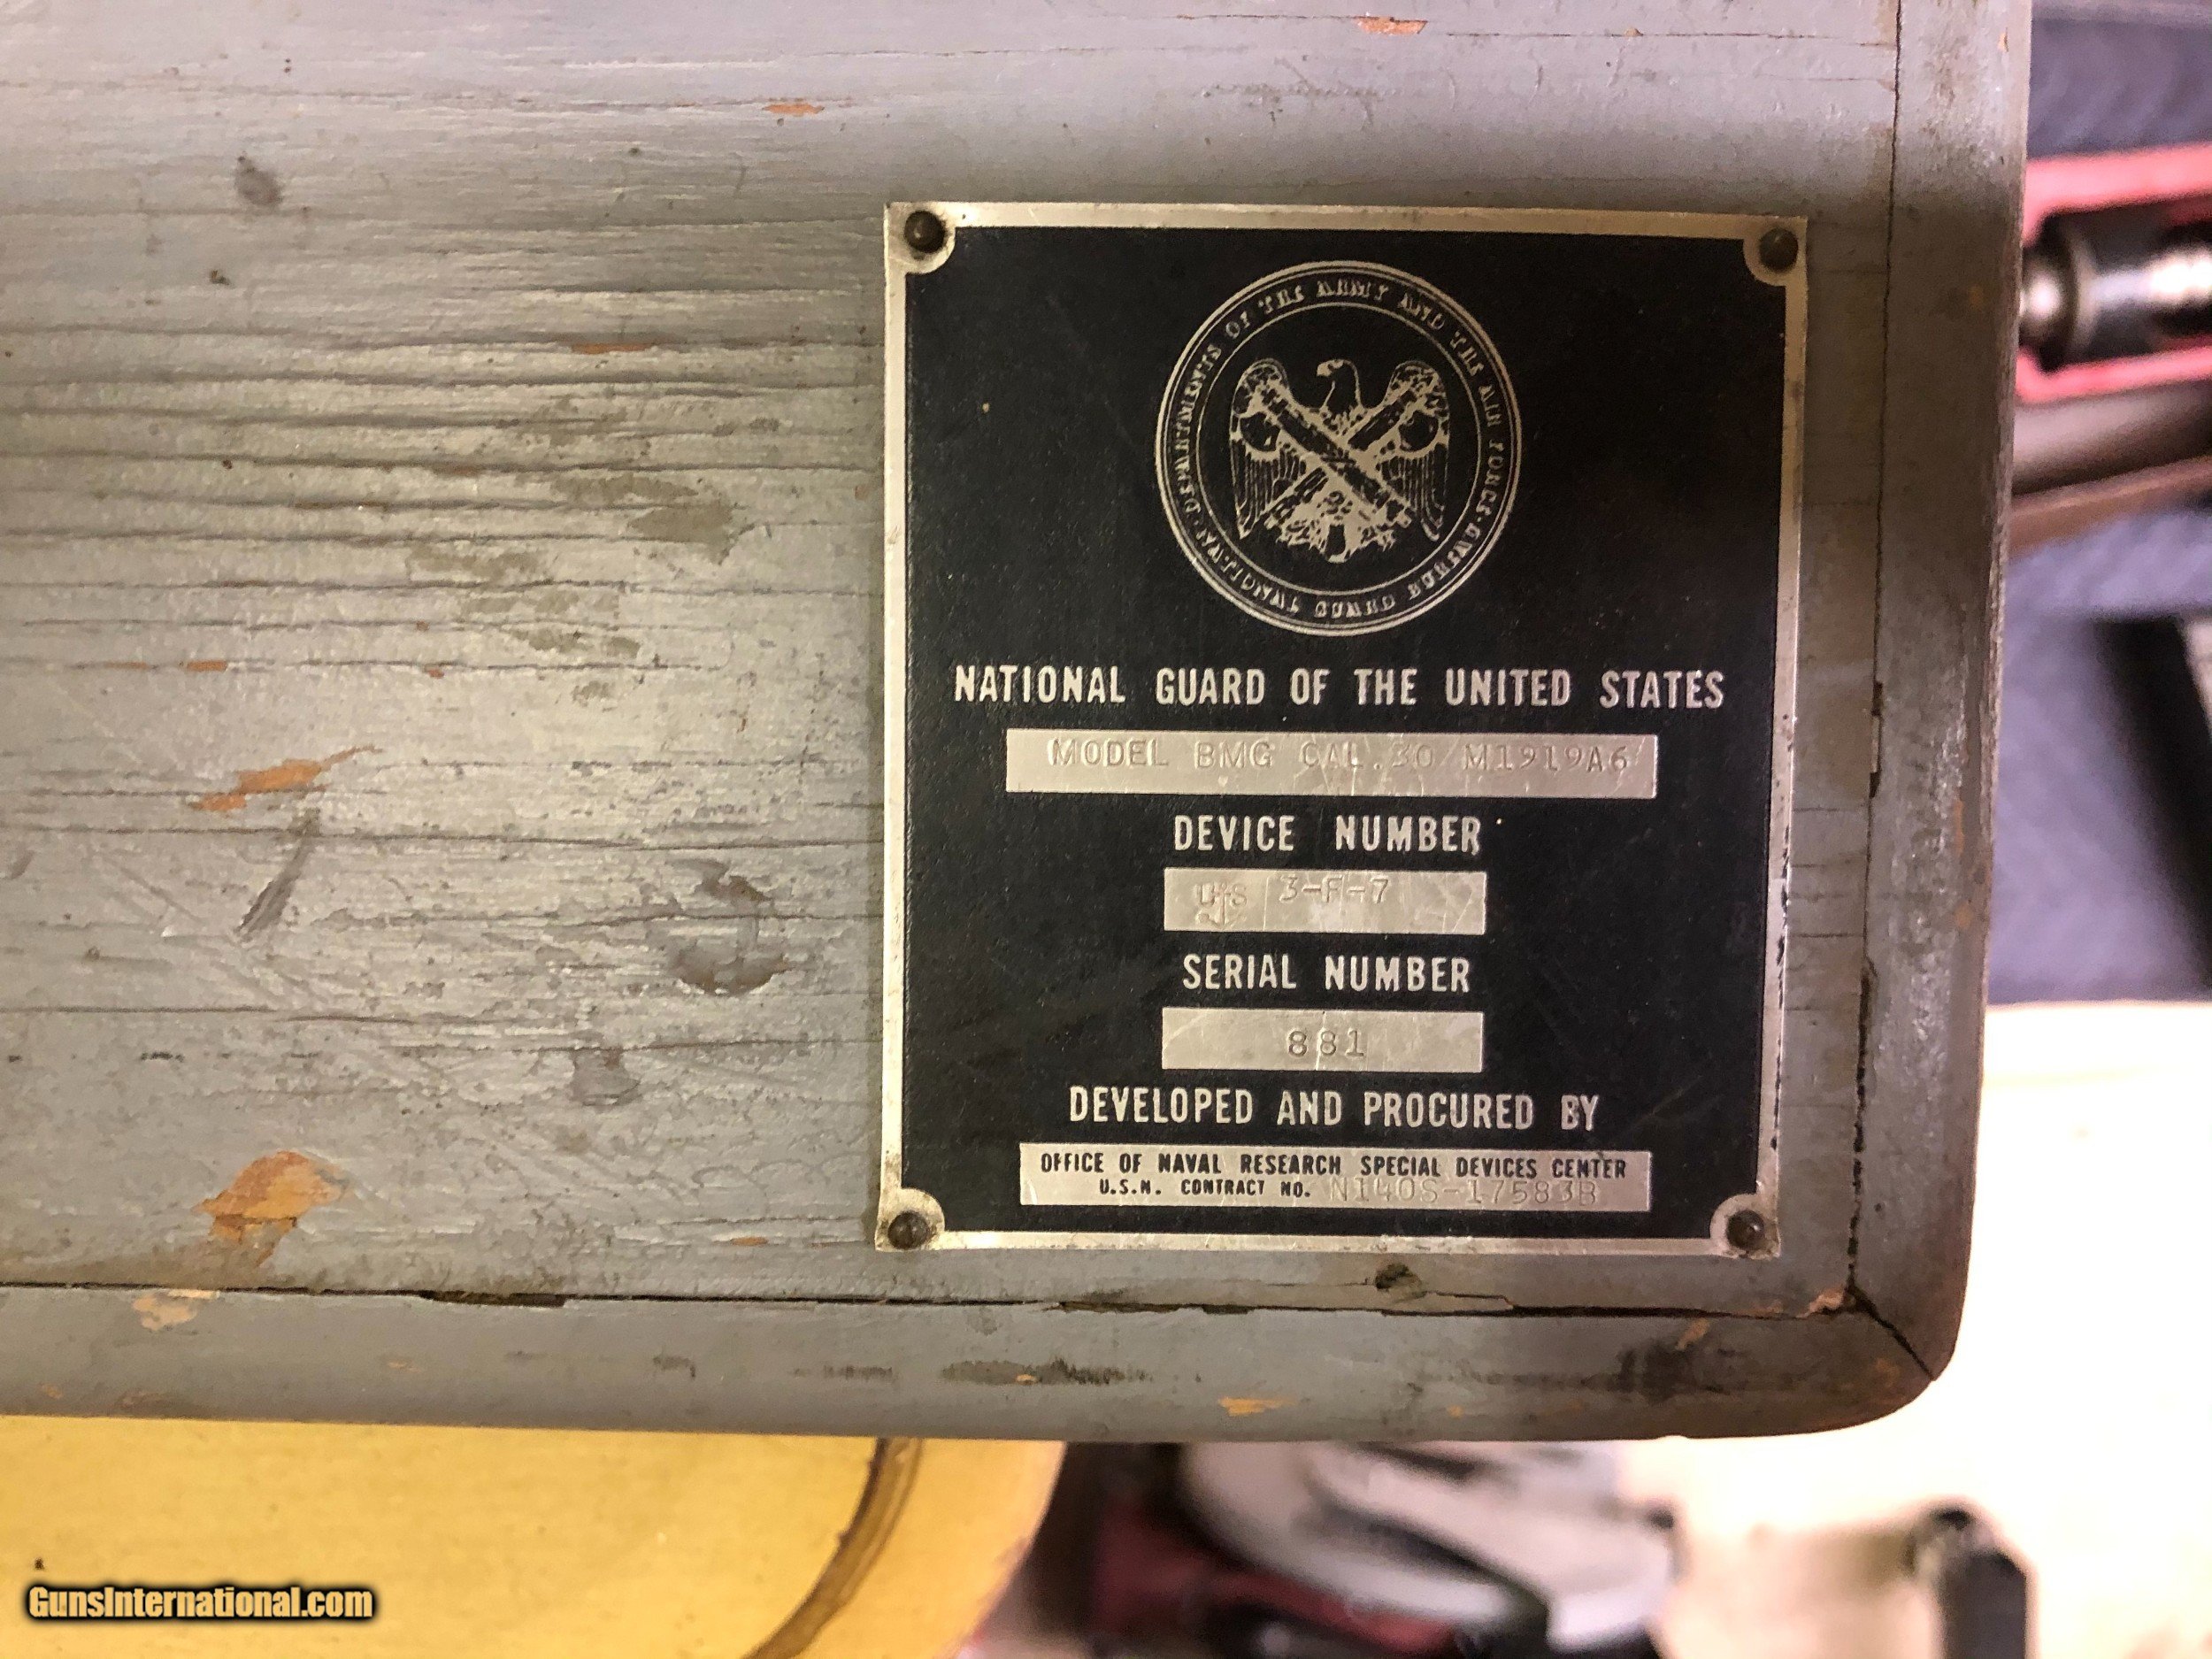 DEPARTMENTS OF THE ARMY AND THE AIR FORCE · NATIONAL GUARD BUREAU ·
NATIONAL GUARD OF THE UNITED STATES
MODEL BMG CAL.30 M1919A6
DEVICE NUMBER
3-F-7
SERIAL NUMBER
881
DEVELOPED AND PROCURED BY
OFFICE OF NAVAL RESEARCH SPECIAL DEVICES CENTER
U.S.N. CONTRACT NO. N140S-17583B
GunsInternational.com